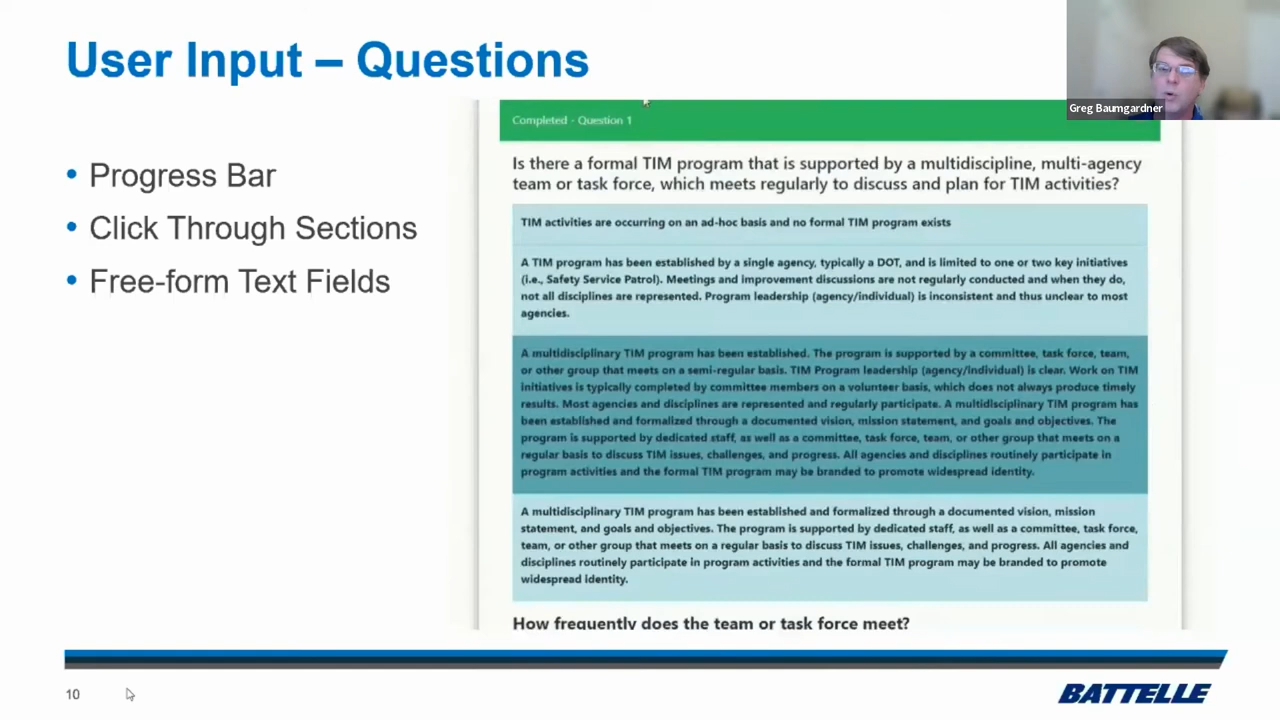 User Input – Questions
Greg Baumgardner
• Progress Bar
• Click Through Sections
• Free-form Text Fields
Completed - Question 1
Is there a formal TIM program that is supported by a multidiscipline, multi-agency
team or task force, which meets regularly to discuss and plan for TIM activities?
TIM activities are occurring on an ad-hoc basis and no formal TIM program exists
A TIM program has been established by a single agency, typically a DOT, and is limited to one or two key initiatives
(i.e., Safety Service Patrol). Meetings and improvement discussions are not regularly conducted and when they do,
not all disciplines are represented. Program leadership (agency/individual) is inconsistent and thus unclear to most
agencies.
A multidisciplinary TIM program has been established. The program is supported by a committee, task force, team,
or other group that meets on a semi-regular basis. TIM Program leadership (agency/individual) is clear. Work on TIM
initiatives is typically completed by committee members on a volunteer basis, which does not always produce timely
results. Most agencies and disciplines are represented and regularly participate. A multidisciplinary TIM program has
been established and formalized through a documented vision, mission statement, and goals and objectives. The
program is supported by dedicated staff, as well as a committee, task force, team, or other group that meets on a
regular basis to discuss TIM issues, challenges, and progress. All agencies and disciplines routinely participate in
program activities and the formal TIM program may be branded to promote widespread identity.
A multidisciplinary TIM program has been established and formalized through a documented vision, mission
statement, and goals and objectives. The program is supported by dedicated staff, as well as a committee, task force,
team, or other group that meets on a regular basis to discuss TIM issues, challenges, and progress. All agencies and
disciplines routinely participate in program activities and the formal TIM program may be branded to promote
widespread identity.
How frequently does the team or task force meet?
10
BATTELLE